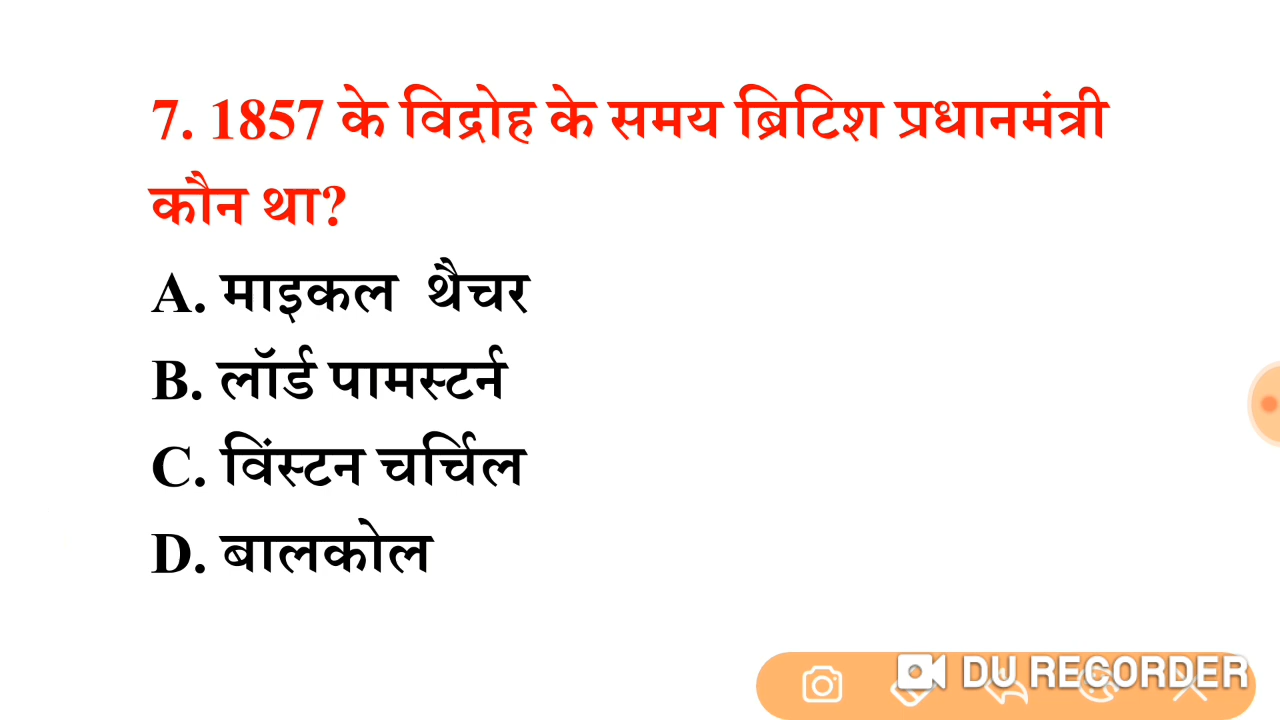 7. 1857 के विद्रोह के समय ब्रिटिश प्रधानमंत्री
कौन था?
A. माइकल थैचर
B. लॉर्ड पामस्टर्न
C. विंस्टन चर्चिल
D. बालकोल
DU RECORDER